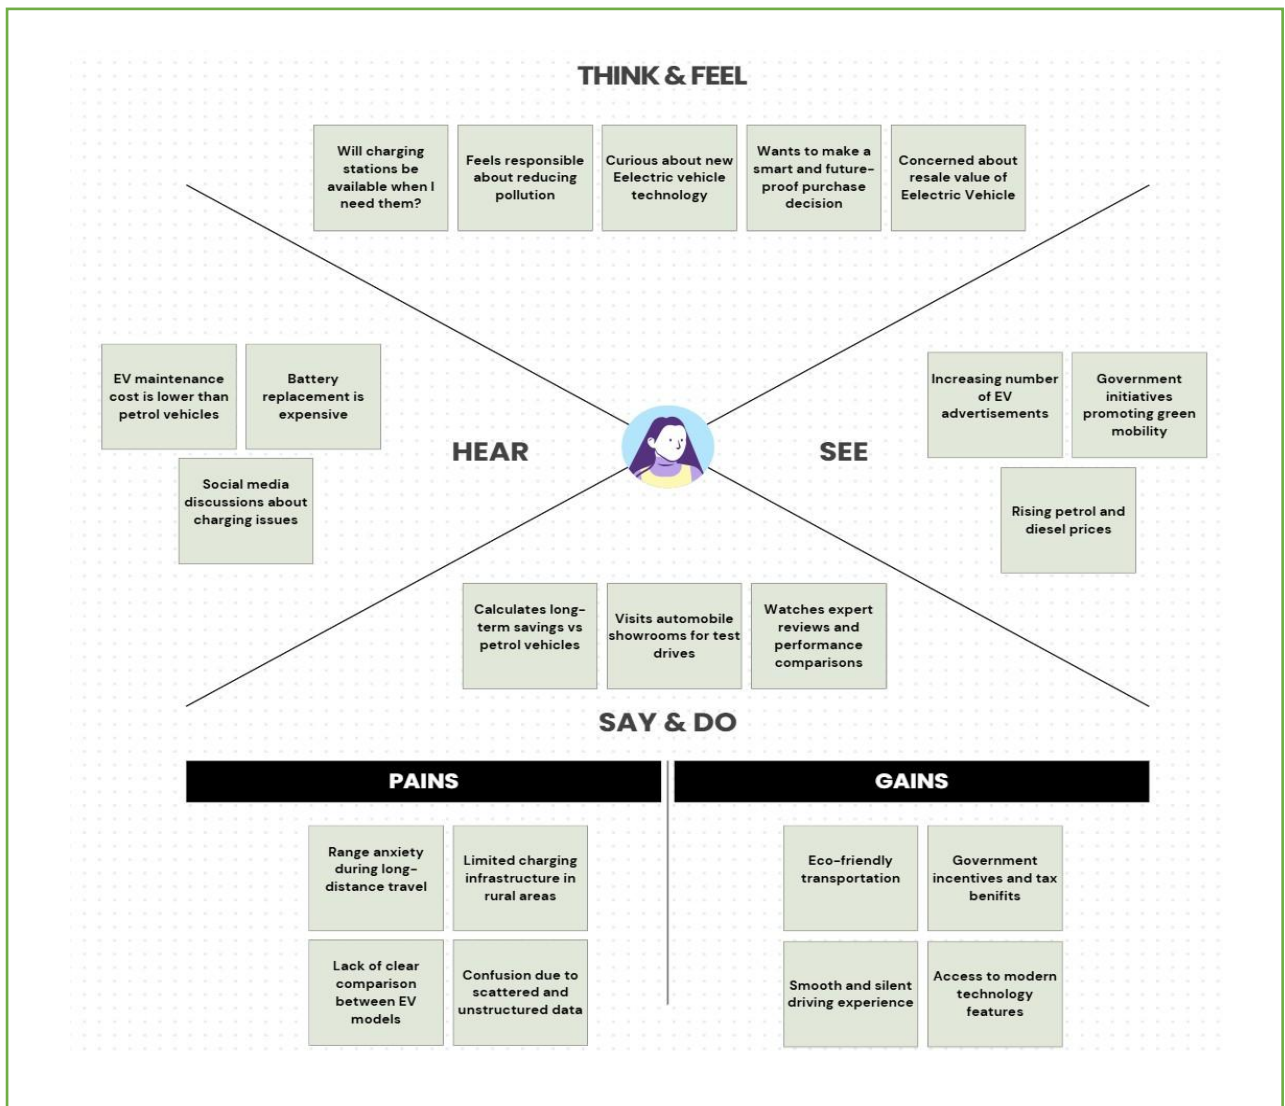 THINK & FEEL
Will charging
stations be
available when I
need them?
Feels responsible
about reducing
pollution
Curious about new
Eelectric vehicle
technology
Wants to make a
smart and future-
proof purchase
decision
Concerned about
resale value of
Eelectric Vehicle
EV maintenance
cost is lower than
petrol vehicles
Battery
replacement is
expensive
Social media
discussions about
charging issues
HEAR
SEE
Increasing number
of EV
advertisements
Government
initiatives
promoting green
mobility
Rising petrol and
diesel prices
Calculates long-
term savings vs
petrol vehicles
Visits automobile
showrooms for test
drives
Watches expert
reviews and
performance
comparisons
SAY & DO
PAINS
Range anxiety
during long-
distance travel
Limited charging
infrastructure in
rural areas
Lack of clear
comparison
between EV
models
Confusion due to
scattered and
unstructured data
GAINS
Eco-friendly
transportation
Government
incentives and tax
benifits
Smooth and silent
driving experience
Access to modern
technology
features